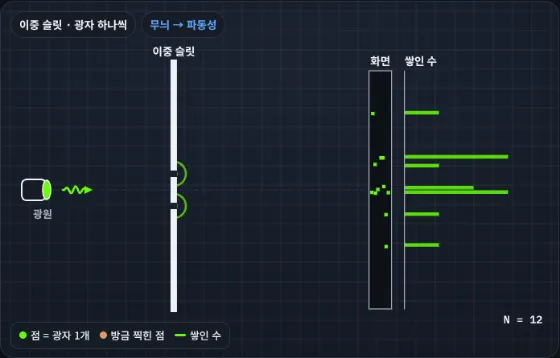 이중 슬릿 · 광자 하나씩
무늬 → 파동성
이중 슬릿
화면
쌓인 수
광원
점 = 광자 1개
방금 찍힌 점
쌓인 수
N = 12